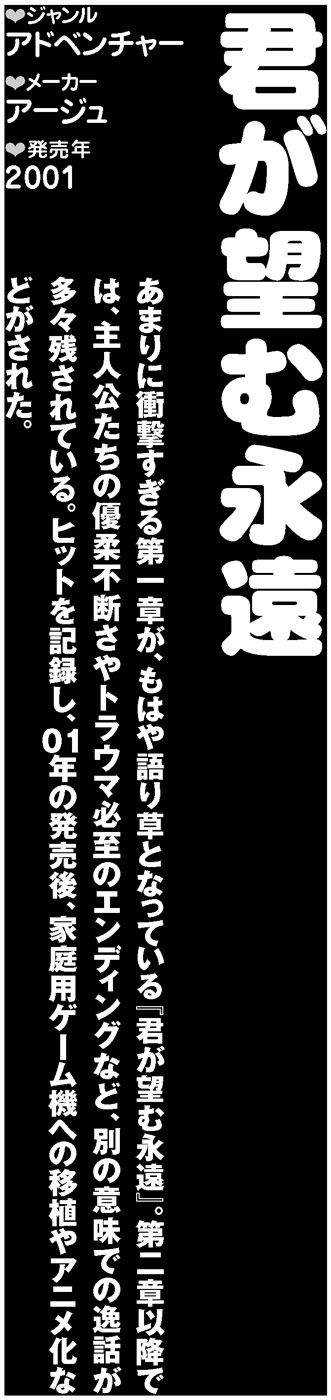 君が望む永遠
❤ジャンル
アドベンチャー
❤メーカー
アージュ
❤発売年
2001
あまりに衝撃すぎる第一章が、もはや語り草となっている『君が望む永遠』。第二章以降で
は、主人公たちの優柔不断さやトラウマ必至のエンディングなど、別の意味での逸話が
多々残されている。ヒットを記録し、01年の発売後、家庭用ゲーム機への移植やアニメ化な
どがされた。